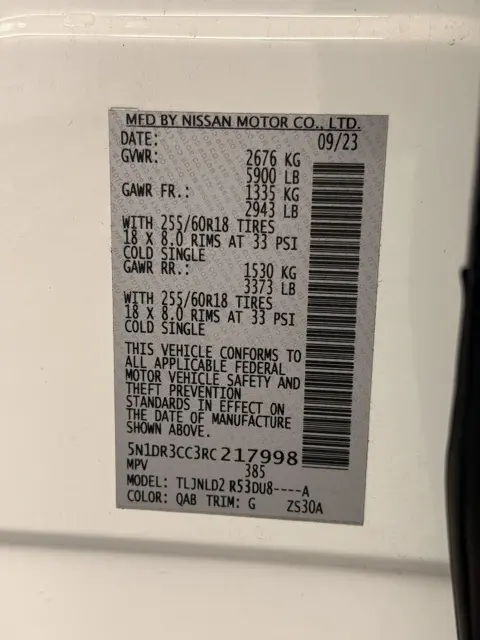 MFD BY NISSAN MOTOR CO., LTD.
DATE: 09/23
GVWR: 2676 KG
5900 LB
GAWR FR.: 1335 KG
2943 LB
WITH 255/60R18 TIRES
18 X 8.0 RIMS AT 33 PSI
COLD SINGLE
GAWR RR.: 1530 KG
3373 LB
WITH 255/60R18 TIRES
18 X 8.0 RIMS AT 33 PSI
COLD SINGLE
THIS VEHICLE CONFORMS TO
ALL APPLICABLE FEDERAL
MOTOR VEHICLE SAFETY AND
THEFT PREVENTION
STANDARDS IN EFFECT ON
THE DATE OF MANUFACTURE
SHOWN ABOVE.
5N1DR3CC3RC217998
MPV 385
MODEL: TLJNLD2 R53DU8----A
COLOR: QAB TRIM: G ZS30A